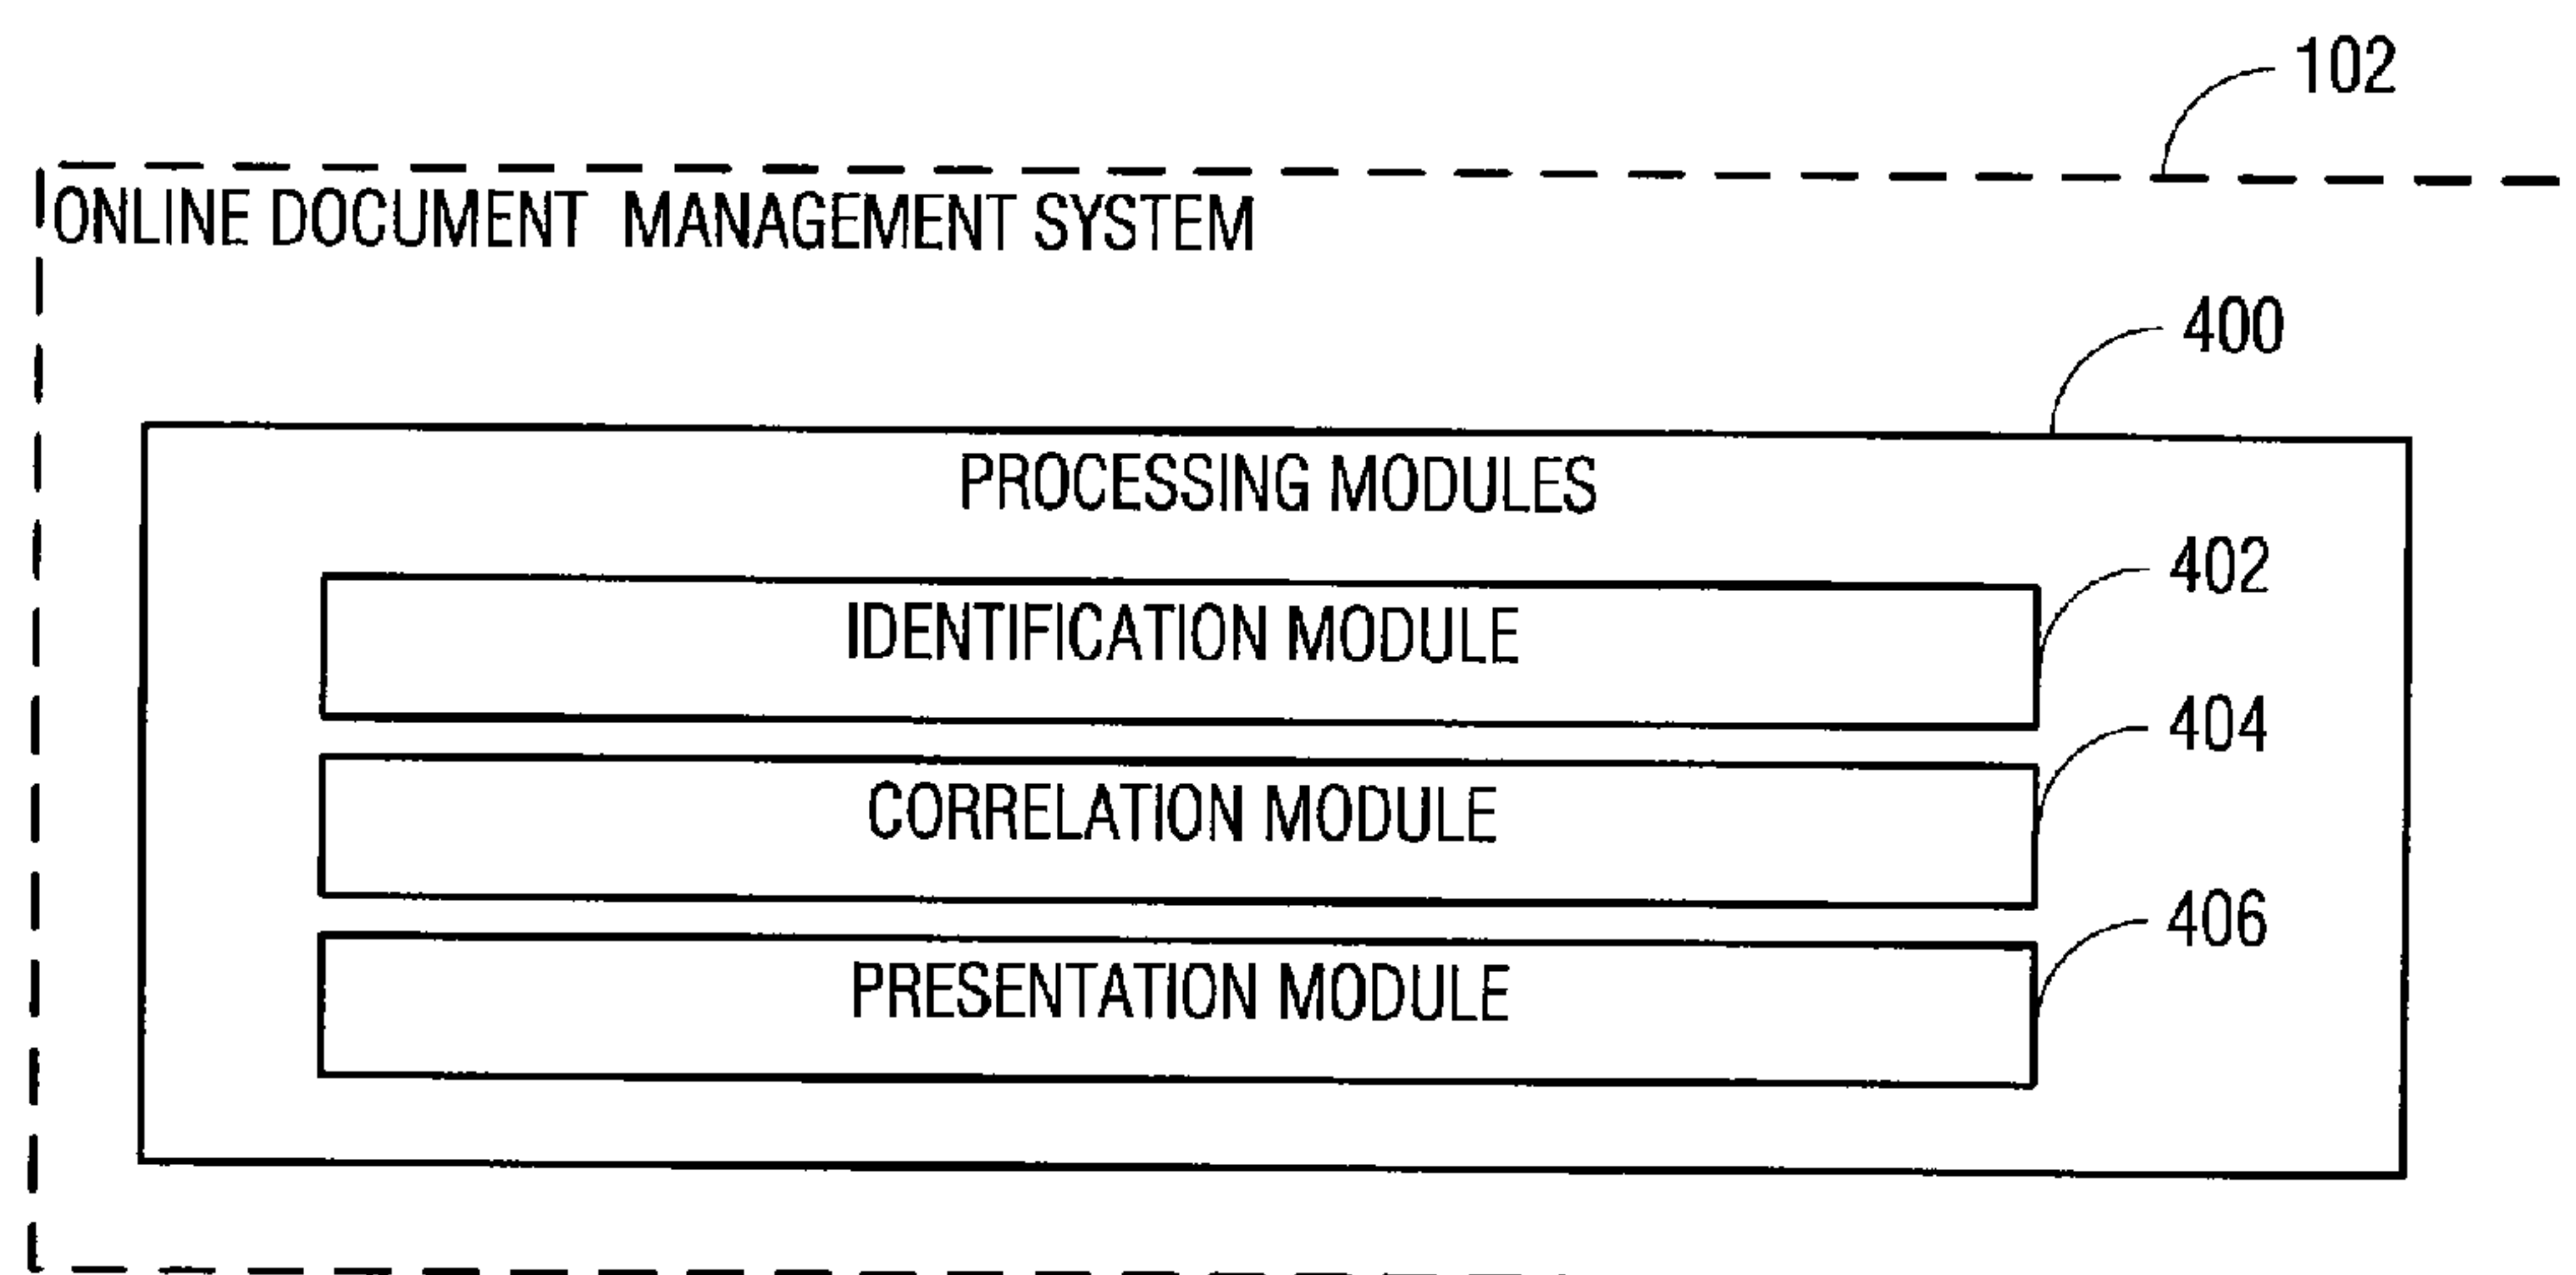 102
ONLINE DOCUMENT MANAGEMENT SYSTEM
400
PROCESSING MODULES
402
IDENTIFICATION MODULE
404
CORRELATION MODULE
406
PRESENTATION MODULE